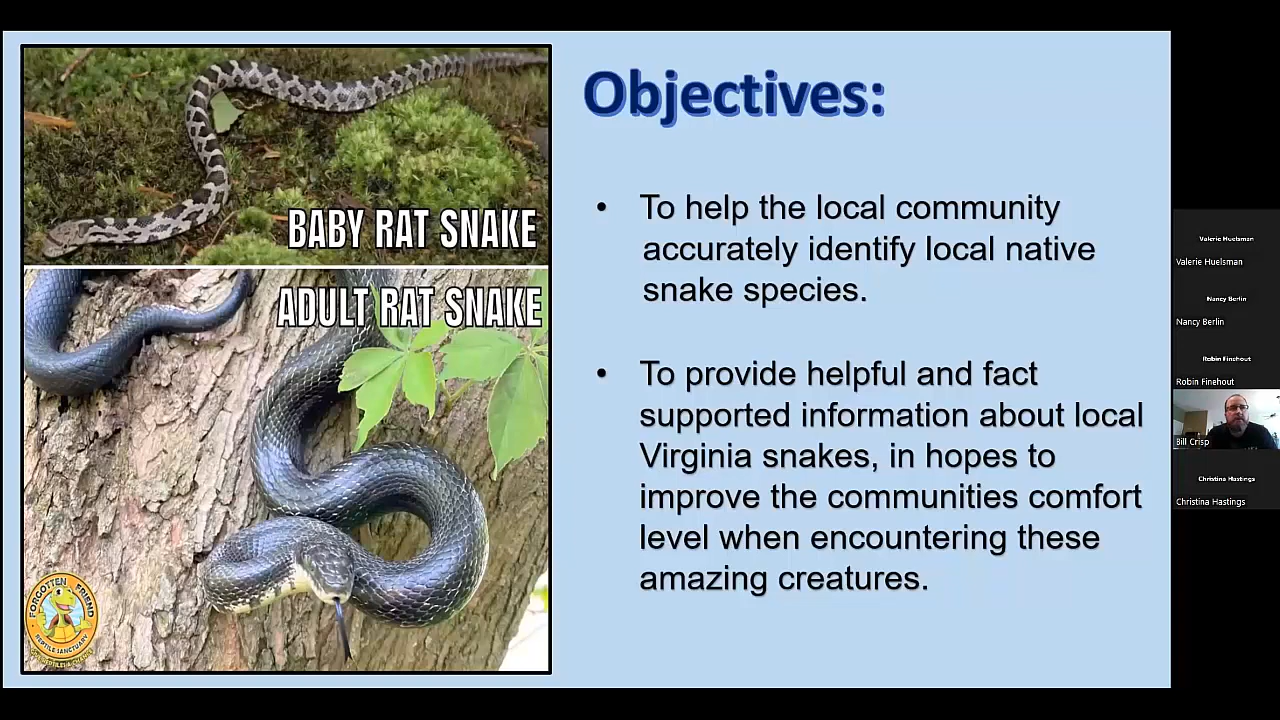 BABY RAT SNAKE
ADULT RAT SNAKE
FORGOTTEN FRIEND
REPTILE SANCTUARY
Objectives:
• To help the local community
accurately identify local native
snake species.
• To provide helpful and fact
supported information about local
Virginia snakes, in hopes to
improve the communities comfort
level when encountering these
amazing creatures.
Valerie Huelsman
Valerie Huelsman
Nancy Berlin
Nancy Berlin
Robin Finehout
Robin Finehout
Bill Crisp
Christina Hastings
Christina Hastings